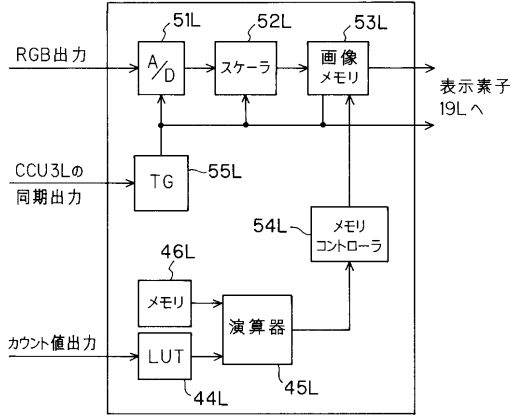 51L
52L
53L
RGB出力
A/D
スケーラ
画像
メモリ
表示素子
19Lへ
CCU3Lの
同期出力
TG
55L
54L
メモリ
コントローラ
46L
メモリ
演算器
カウント値出力
LUT
44L
45L